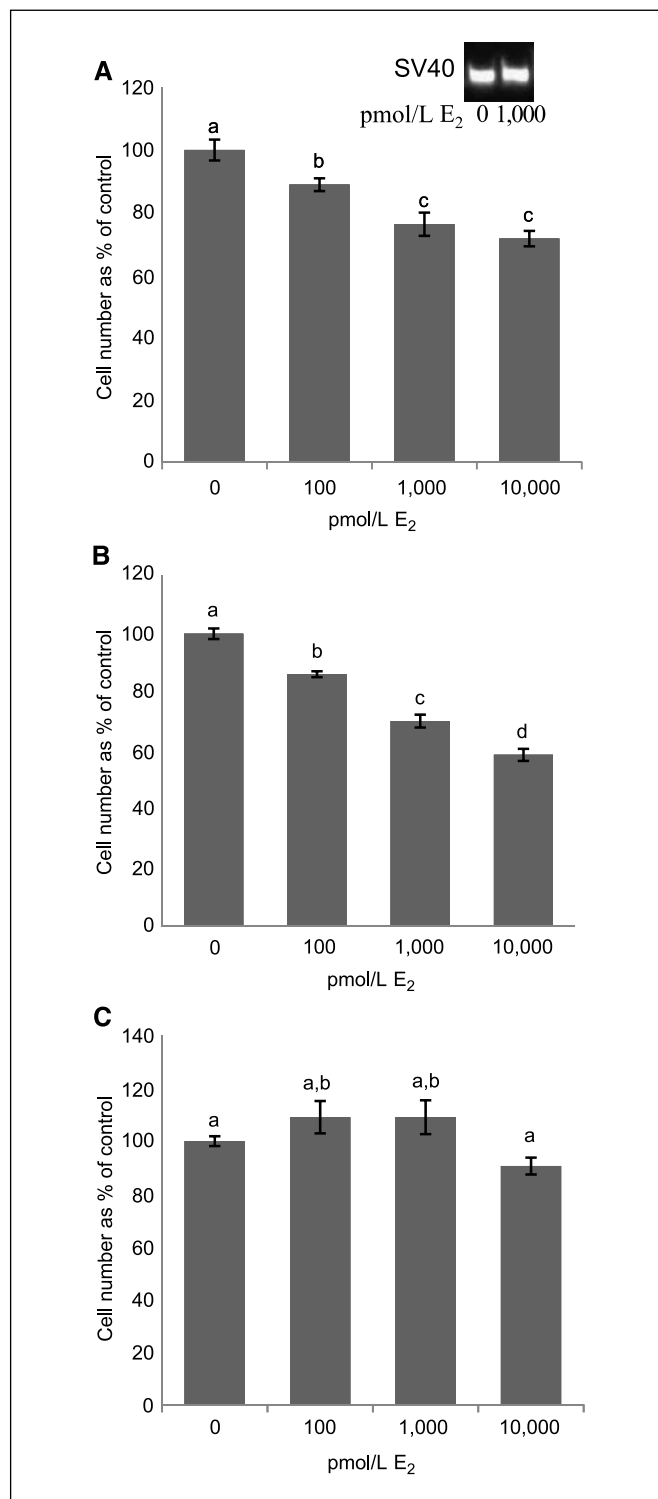 A
SV40
pmol/L E2 0 1,000
Cell number as % of control
120
100
80
60
40
20
0
a
b
c
c
0 100 1,000 10,000
pmol/L E2
B
Cell number as % of control
120
100
80
60
40
20
0
a
b
c
d
0 100 1,000 10,000
pmol/L E2
C
Cell number as % of control
140
120
100
80
60
40
20
0
a
a,b
a,b
a
0 100 1,000 10,000
pmol/L E2